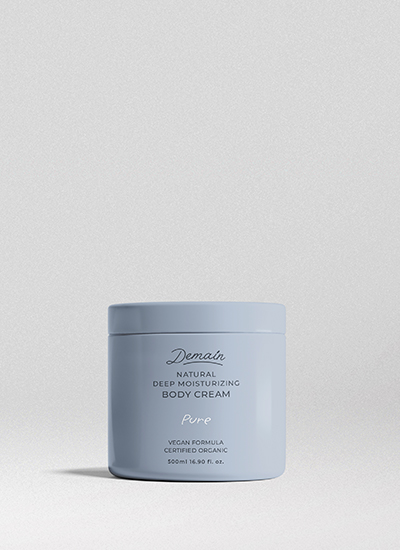 Demain
NATURAL
DEEP MOISTURIZING
BODY CREAM
Pure
VEGAN FORMULA
CERTIFIED ORGANIC
500ml 16.90 fl. oz.